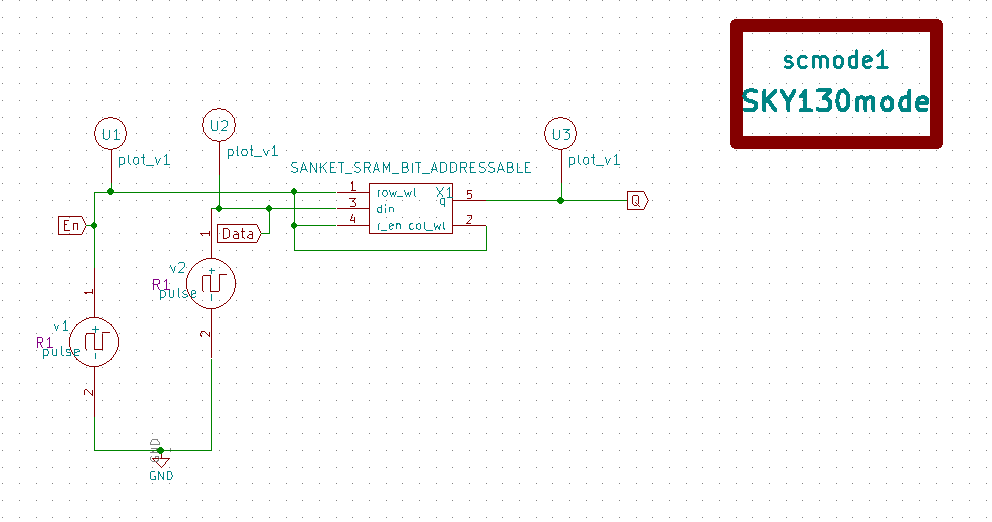 scmode1
SKY130mode
U1
plot_v1
U2
plot_v1
U3
plot_v1
SANKET_SRAM_BIT_ADDRESSABLE
1
row_wl
X1
3
din
q
5
4
r_en
col_wl
2
En
Data
Q
1
v2
R1
pulse
+
-
2
1
v1
R1
pulse
+
-
2
GND
GND